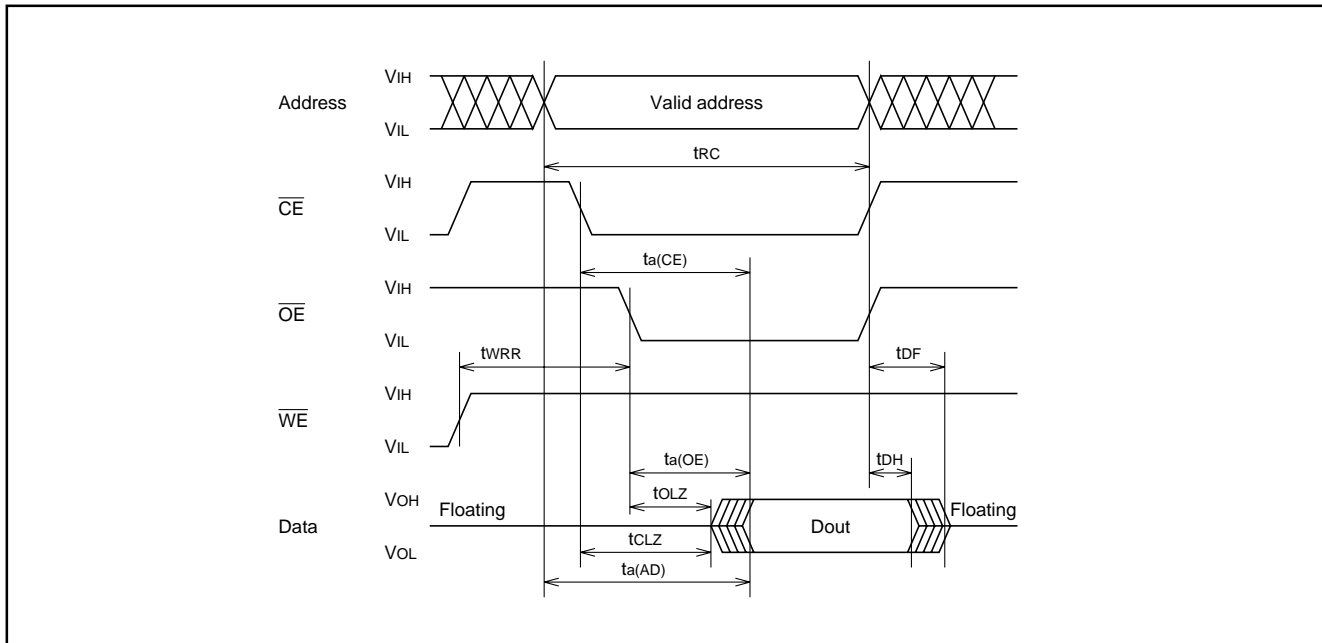 VIH
Address
Valid address
VIL
tRC
VIH
CE
VIL
ta(CE)
VIH
OE
VIL
tWRR
tDF
VIH
WE
VIL
ta(OE)
tDH
tOLZ
VOH
Floating
Data
Dout
Floating
tCLZ
VOL
ta(AD)